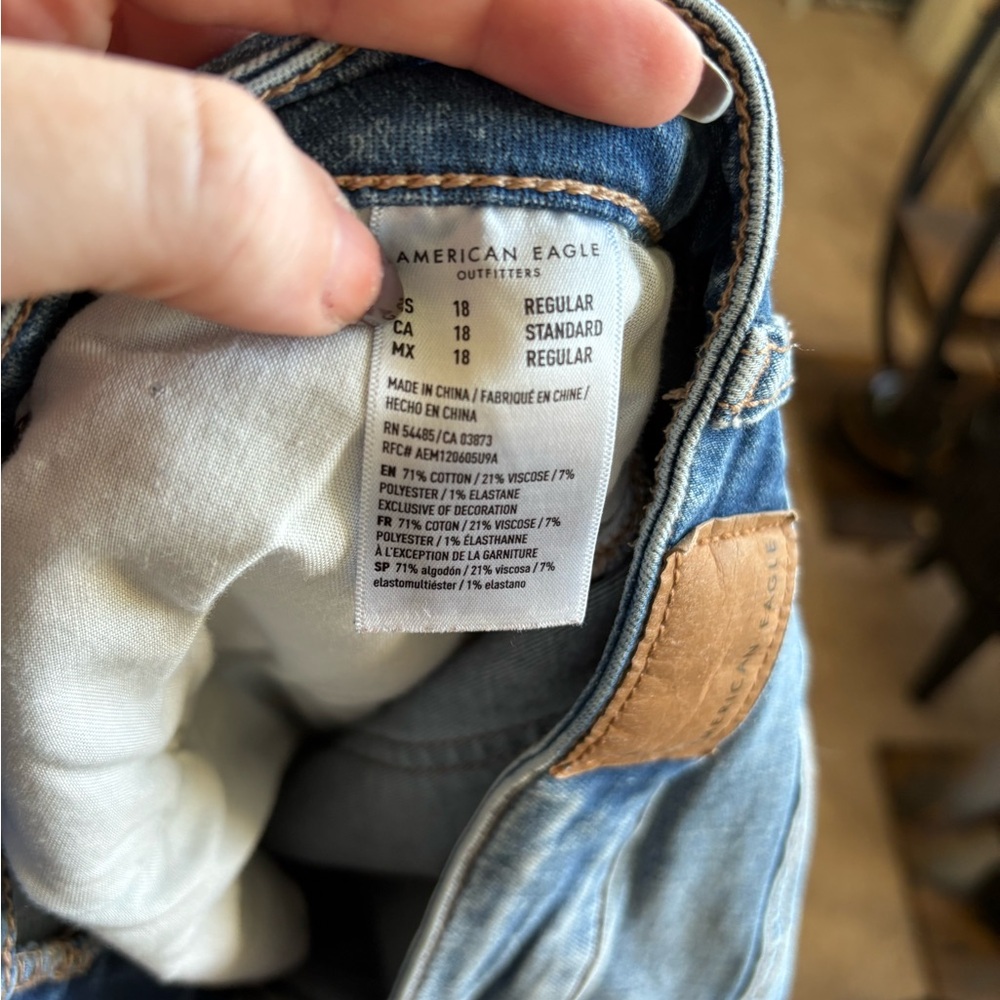 AMERICAN EAGLE
OUTFITTERS
18 REGULAR
CA 18 STANDARD
MX 18 REGULAR
MADE IN CHINA / FABRIQUÉ EN CHINE /
HECHO EN CHINA
RN 54485/CA 03873
RFC# AEM120605U9A
EN 71% COTTON / 21% VISCOSE / 7%
POLYESTER / 1% ELASTANE
EXCLUSIVE OF DECORATION
FR 71% COTON / 21% VISCOSE / 7%
POLYESTER / 1% ÉLASTHANNE
À L'EXCEPTION DE LA GARNITURE
SP 71% algodón / 21% viscosa / 7%
elastomultiéster / 1% elastano
AMERICAN EAGLE